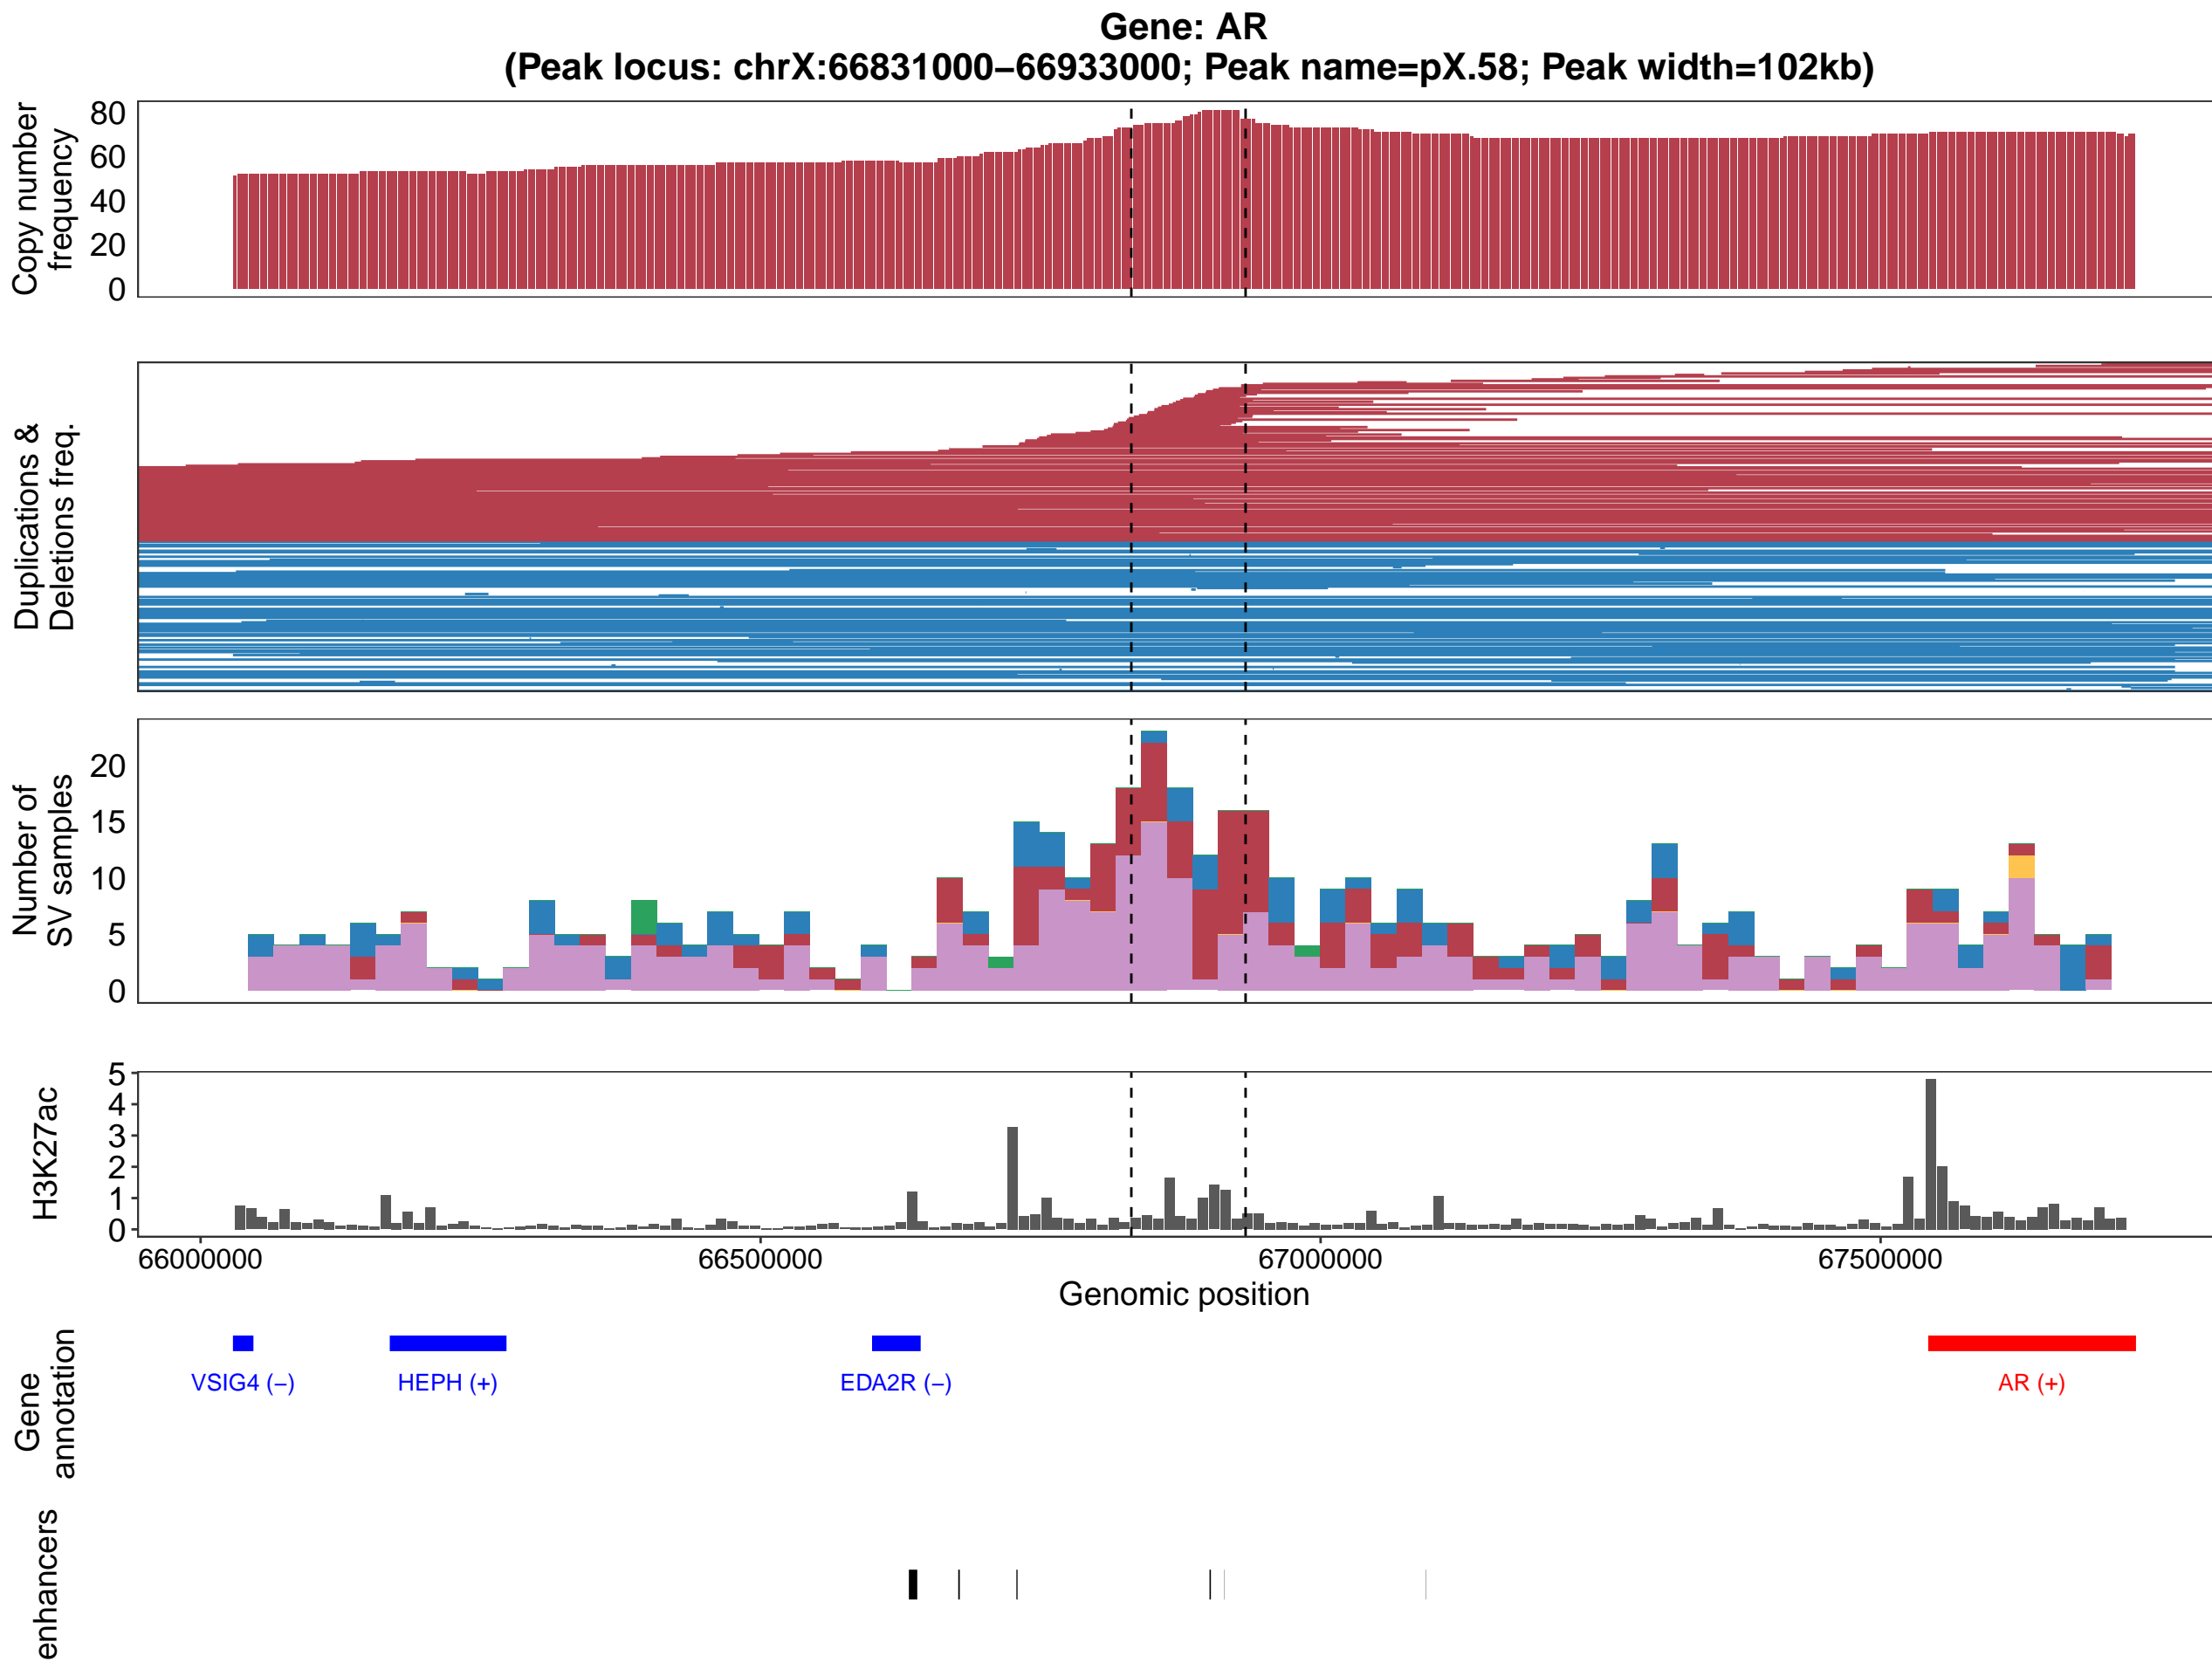 Gene: AR
(Peak locus: chrX:66831000–66933000; Peak name=pX.58; Peak width=102kb)
Copy number
frequency
80
60
40
20
0
Duplications &
Deletions freq.
Number of
SV samples
20
15
10
5
0
H3K27ac
5
4
3
2
1
0
66000000
66500000
67000000
67500000
Genomic position
Gene
annotation
VSIG4 (–)
HEPH (+)
EDA2R (–)
AR (+)
enhancers